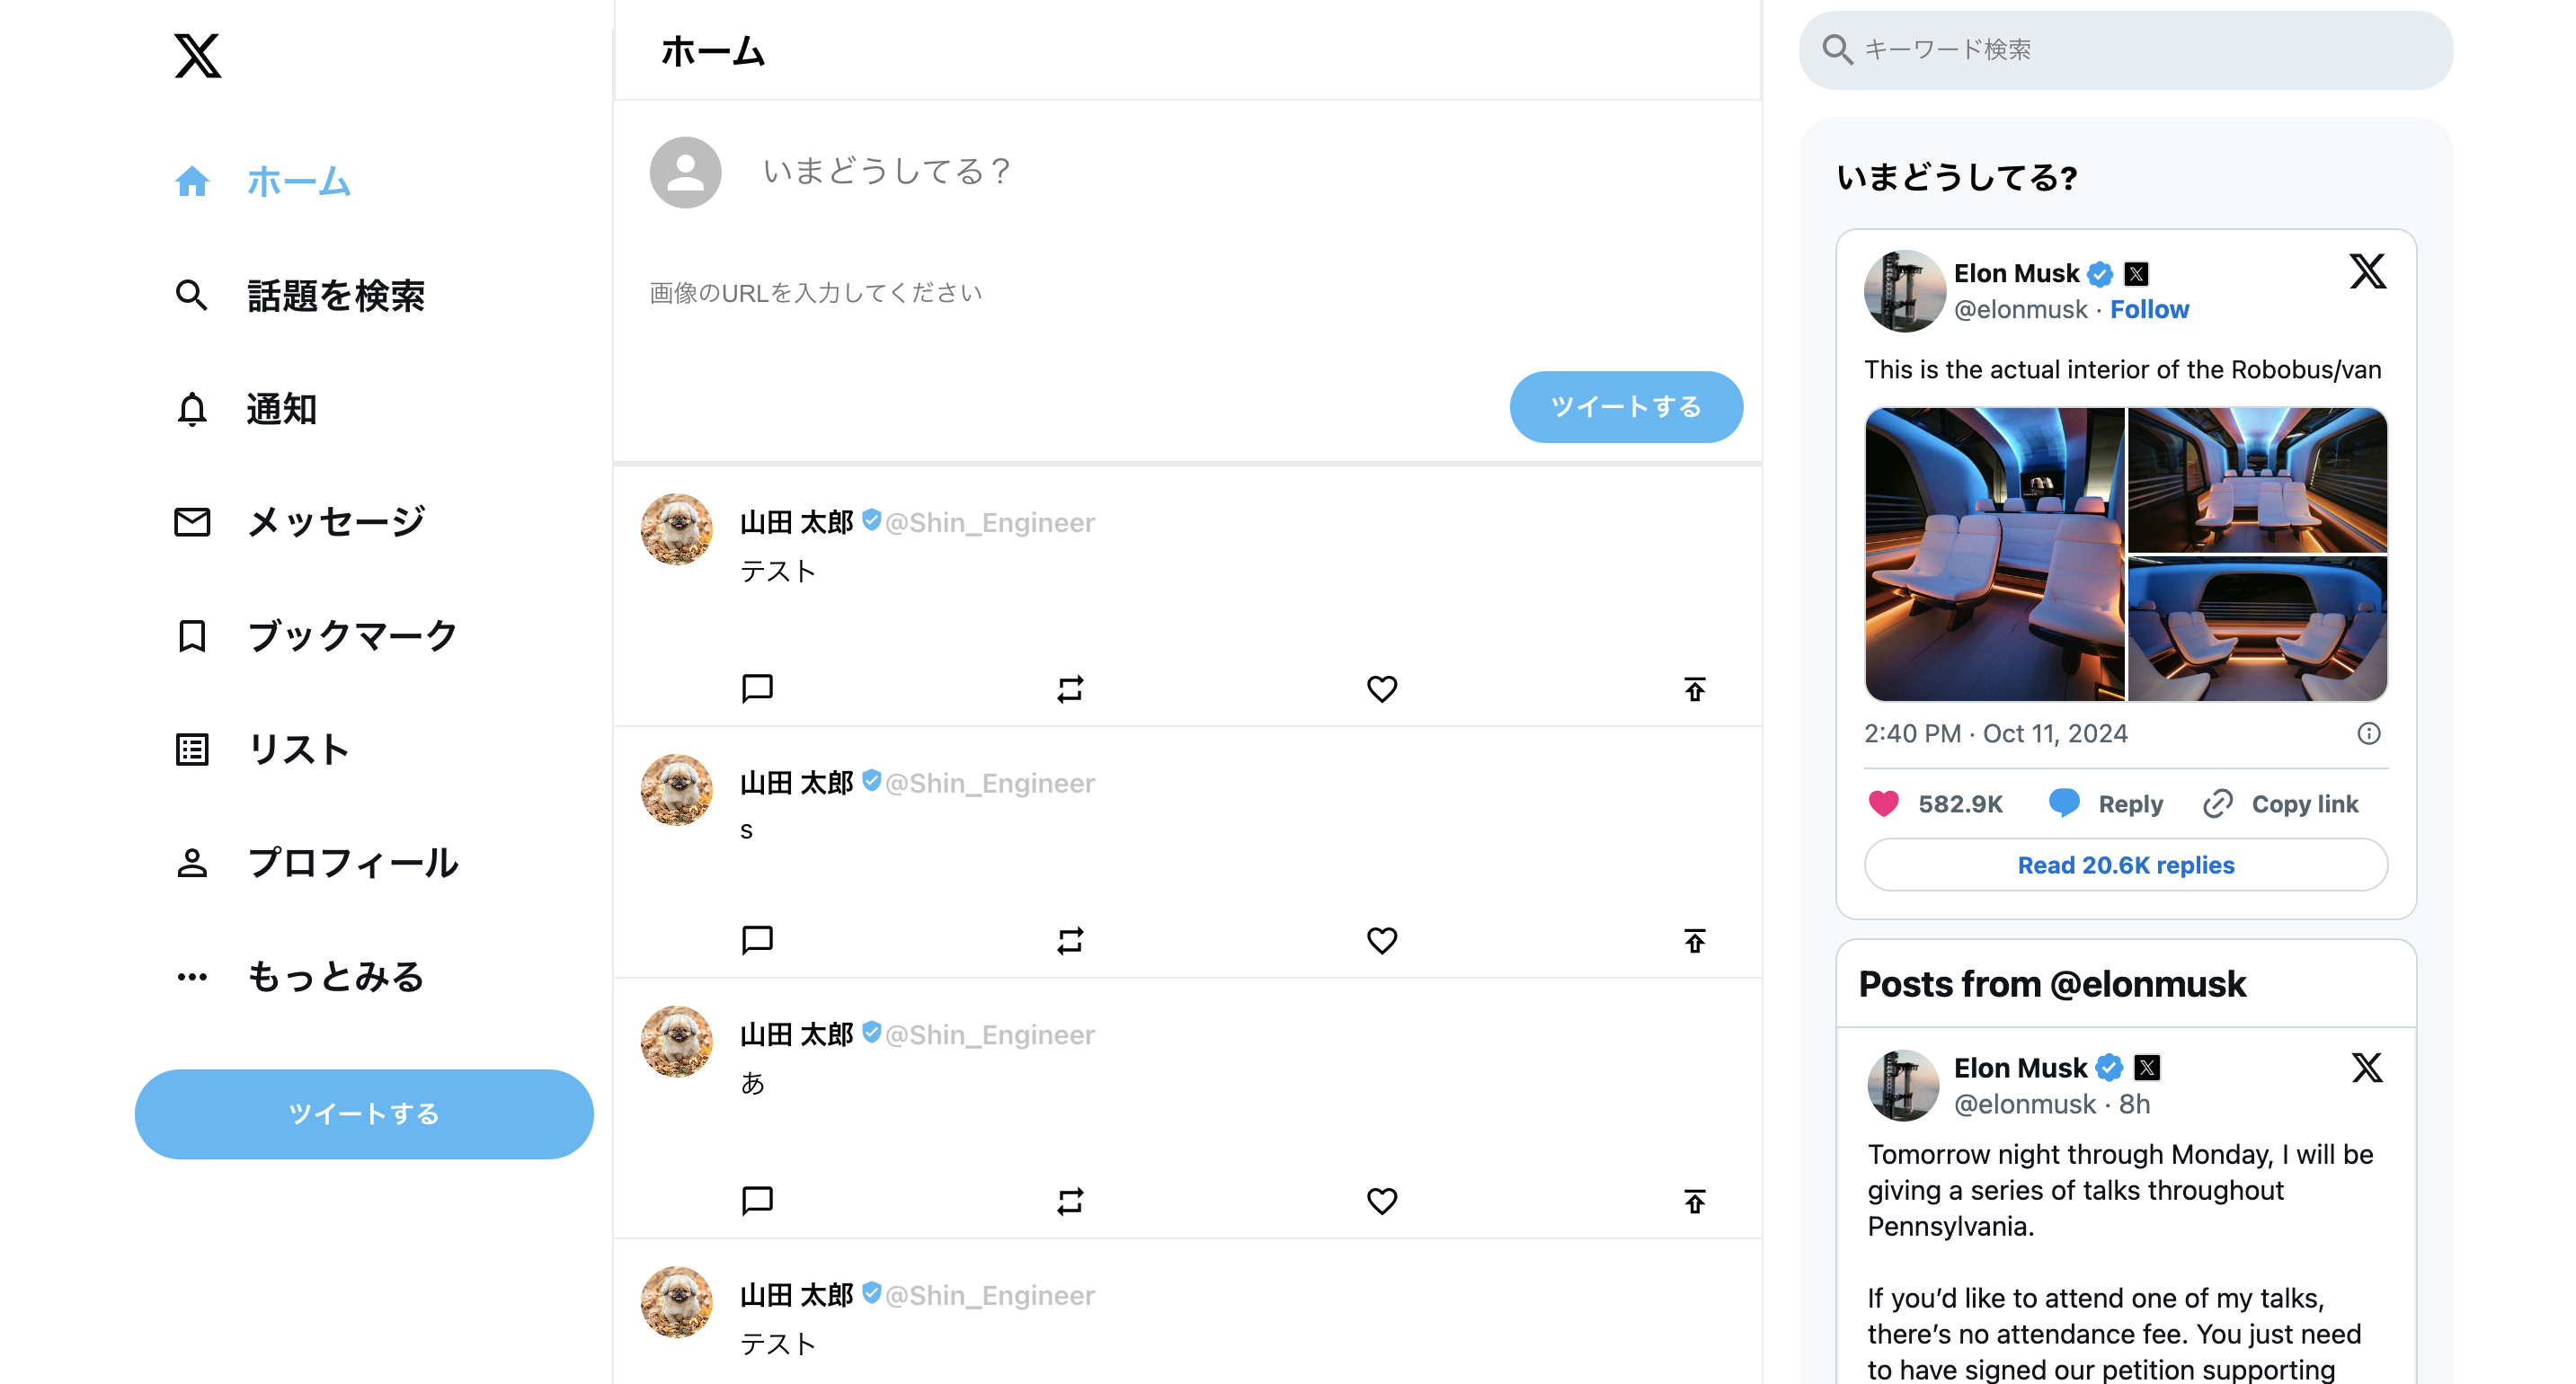 ホーム
話題を検索
通知
メッセージ
ブックマーク
リスト
プロフィール
もっとみる
ツイートする
ホーム
いまどうしてる？
画像のURLを入力してください
ツイートする
山田 太郎 @Shin_Engineer
テスト
山田 太郎 @Shin_Engineer
s
山田 太郎 @Shin_Engineer
あ
山田 太郎 @Shin_Engineer
テスト
キーワード検索
いまどうしてる?
Elon Musk
@elonmusk · Follow
This is the actual interior of the Robobus/van
2:40 PM · Oct 11, 2024
582.9K Reply Copy link
Read 20.6K replies
Posts from @elonmusk
Elon Musk
@elonmusk · 8h
Tomorrow night through Monday, I will be
giving a series of talks throughout
Pennsylvania.
If you’d like to attend one of my talks,
there’s no attendance fee. You just need
to have signed our petition supporting